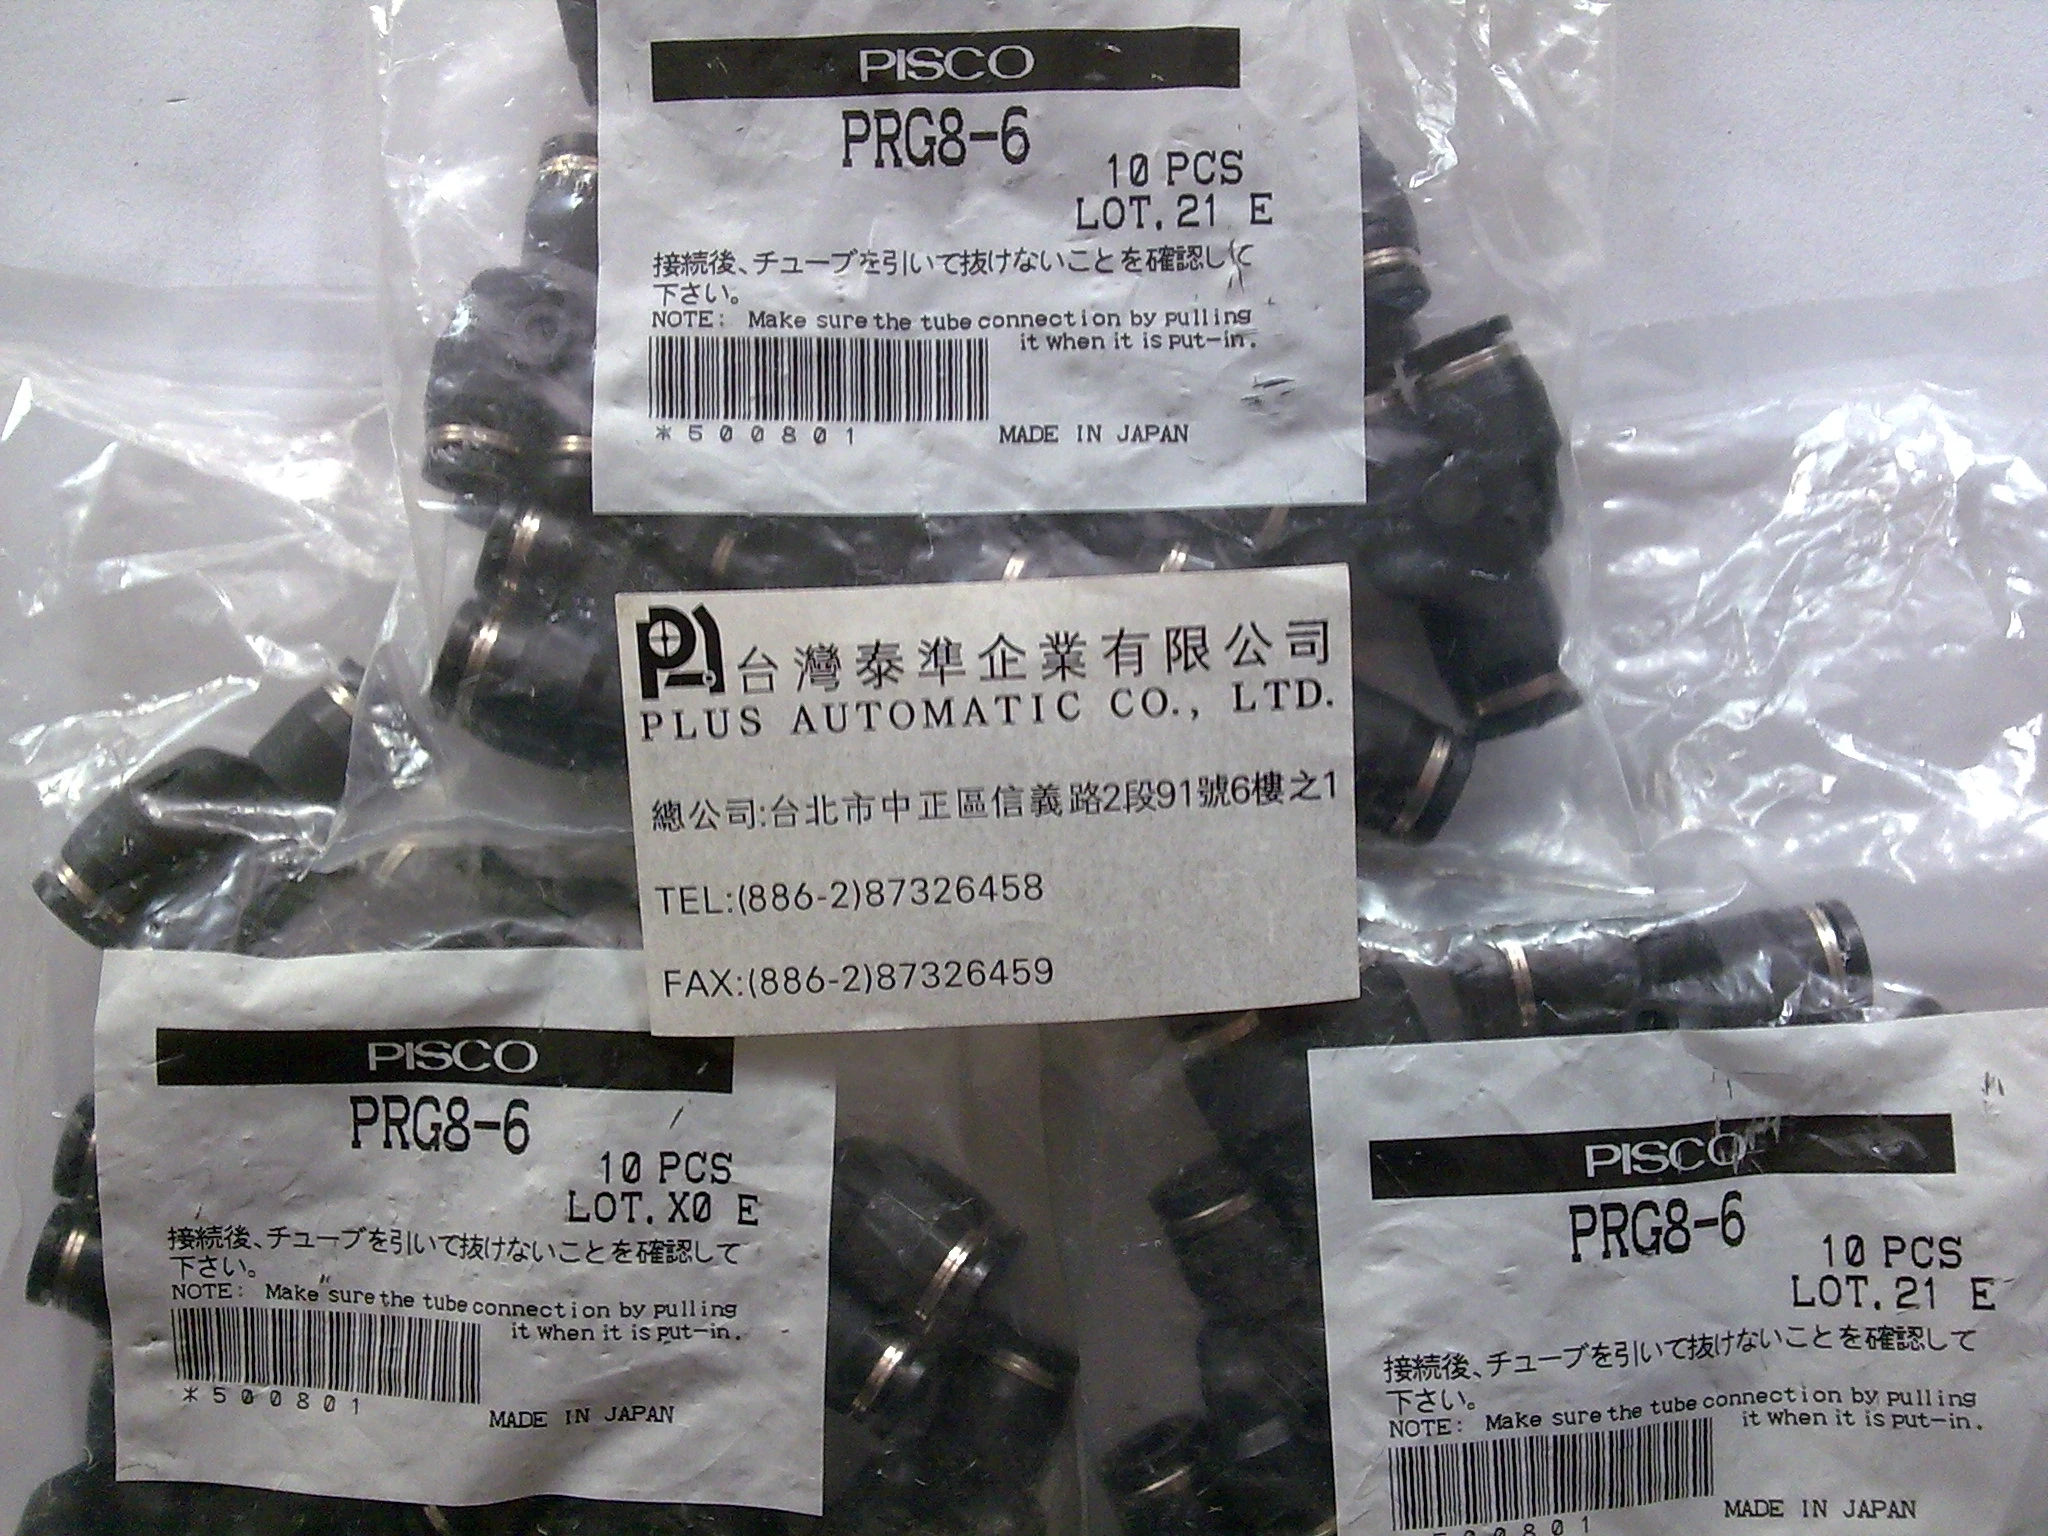 PISCO
PRG8-6
10 PCS
LOT.21 E
接続後、チューブを引いて抜けないことを確認して
下さい。
NOTE: Make sure the tube connection by pulling
it when it is put-in.
*500801
MADE IN JAPAN
台灣泰準企業有限公司
PLUS AUTOMATIC CO., LTD.
總公司:台北市中正區信義路2段91號6樓之1
TEL:(886-2)87326458
FAX:(886-2)87326459
PISCO
PRG8-6
10 PCS
LOT.X0 E
接続後、チューブを引いて抜けないことを確認して
下さい。
NOTE: Make sure the tube connection by pulling
it when it is put-in.
*500801
MADE IN JAPAN
PISCO
PRG8-6
10 PCS
LOT.21 E
接続後、チューブを引いて抜けないことを確認して
下さい。
NOTE: Make sure the tube connection by pulling
it when it is put-in.
MADE IN JAPAN